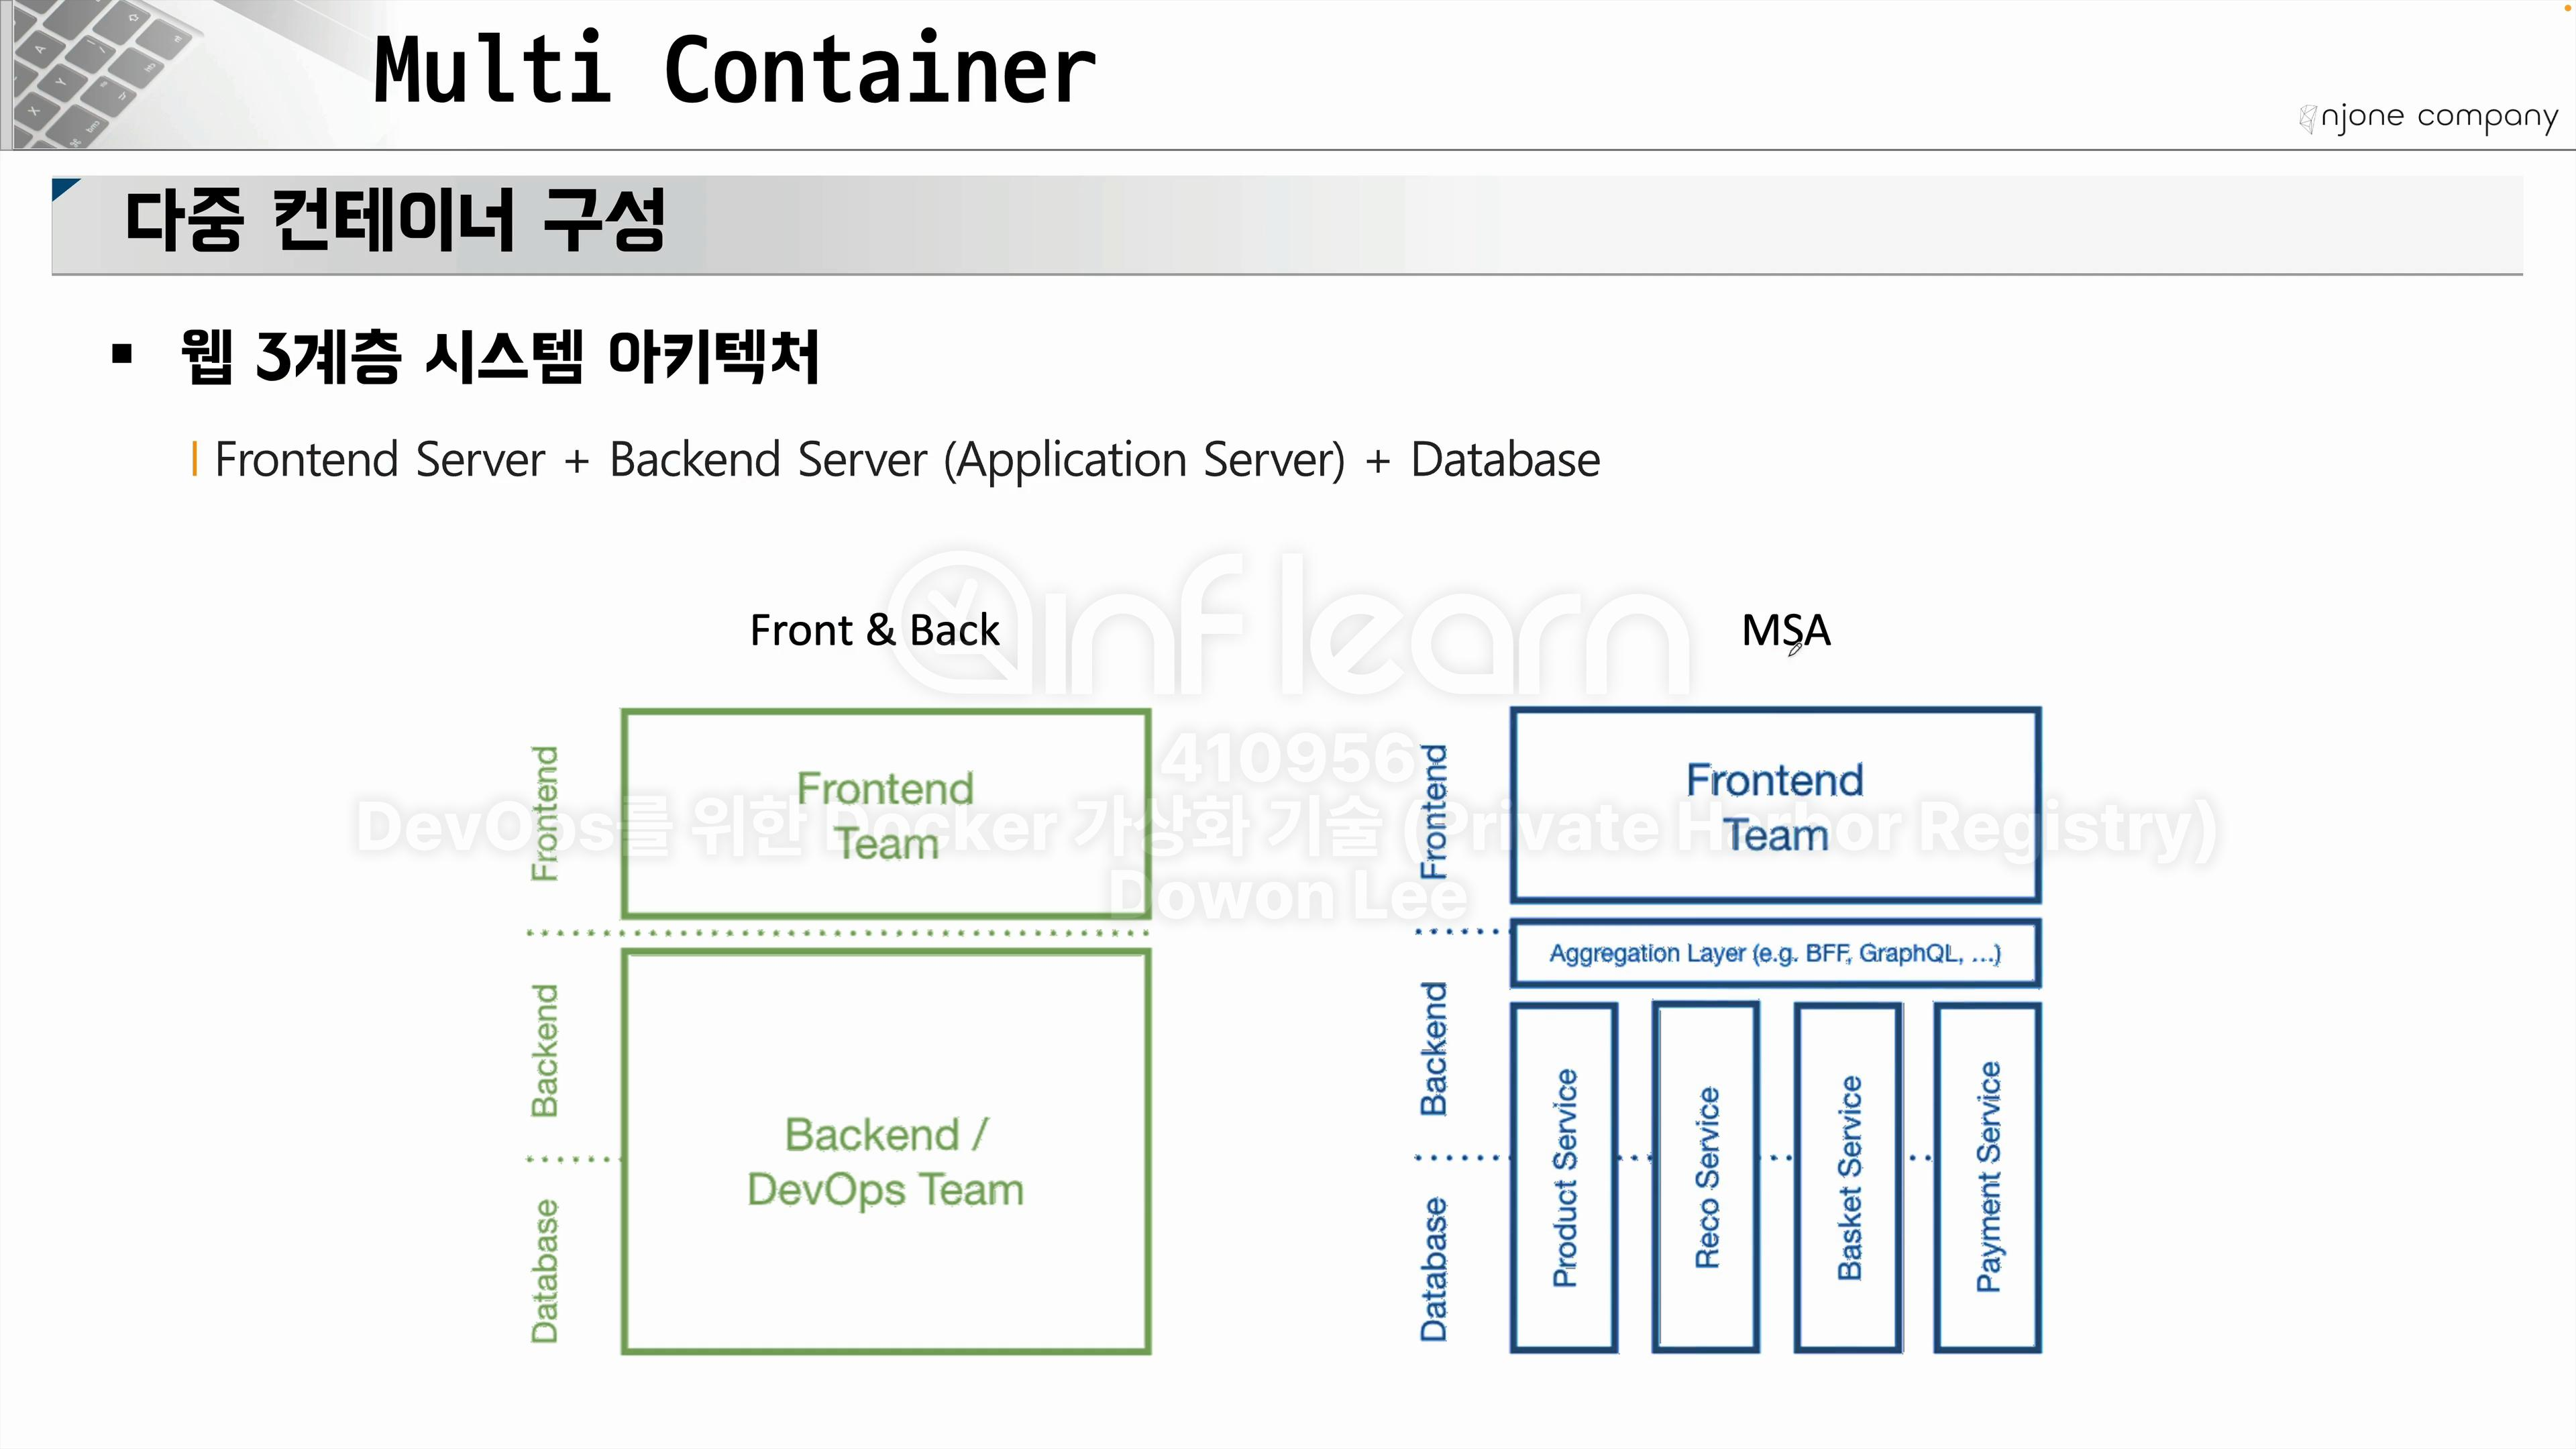 Multi Container
njone company
다중 컨테이너 구성
▪ 웹 3계층 시스템 아키텍처
Frontend Server + Backend Server (Application Server) + Database
inflearn
410956
DevOps를 위한 Docker 가상화 기술 (Private Harbor Registry)
Dowon Lee
Front & Back
Frontend
Frontend
Team
Backend
Database
Backend /
DevOps Team
MSA
Frontend
Frontend
Team
Aggregation Layer (e.g. BFF, GraphQL, ...)
Backend
Database
Product Service
Reco Service
Basket Service
Payment Service